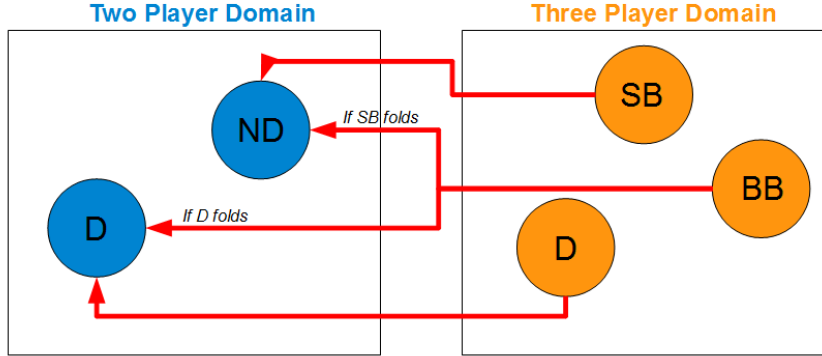 Two Player Domain
Three Player Domain
SB
ND
If SB folds
BB
If D folds
D
D